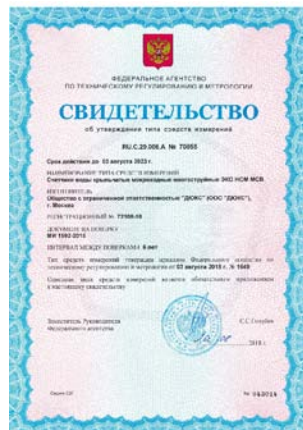 ФЕДЕРАЛЬНОЕ АГЕНТСТВО
ПО ТЕХНИЧЕСКОМУ РЕГУЛИРОВАНИЮ И МЕТРОЛОГИИ
СВИДЕТЕЛЬСТВО
об утверждении типа средств измерений
RU.C.29.006.A № 70855
Срок действия до 03 августа 2023 г.
НАИМЕНОВАНИЕ ТИПА СРЕДСТВ ИЗМЕРЕНИЙ
Счетчики воды крыльчатые мокроходные многоструйные ЭКО НОМ МСВ
ИЗГОТОВИТЕЛЬ
Общество с ограниченной ответственностью "ДЮКС" (ООО "ДЮКС"),
г. Москва
РЕГИСТРАЦИОННЫЙ №
ДОКУМЕНТ НА ПОВЕРКУ
МИ 1592-2015
ИНТЕРВАЛ МЕЖДУ ПОВЕРКАМИ 6 лет
Тип средств измерений утвержден приказом Федерального агентства по
техническому регулированию и метрологии от 03 августа 2018 г. № 1649
Описание типа средств измерений является обязательным приложением
к настоящему свидетельству
Заместитель Руководителя
Федерального агентства
С.С.Голубев
2018 г.
Серия СИ
№